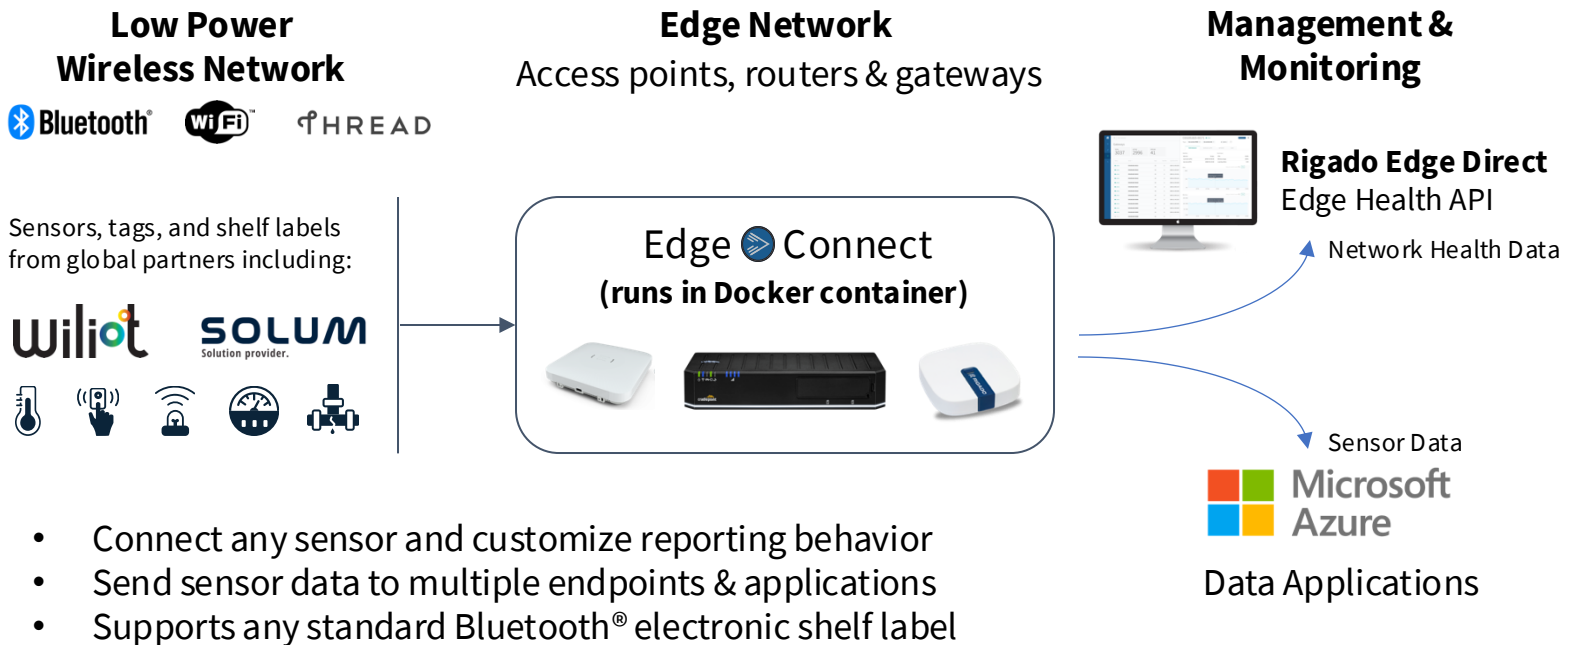 Low Power
Wireless Network
Bluetooth®
WiFi™
THREAD
Sensors, tags, and shelf labels
from global partners including:
wiliot
SOLUM
Solution provider.
Edge Network
Access points, routers & gateways
Edge Connect
(runs in Docker container)
Management &
Monitoring
Rigado Edge Direct
Edge Health API
Network Health Data
Sensor Data
Microsoft
Azure
Data Applications
• Connect any sensor and customize reporting behavior
• Send sensor data to multiple endpoints & applications
• Supports any standard Bluetooth® electronic shelf label